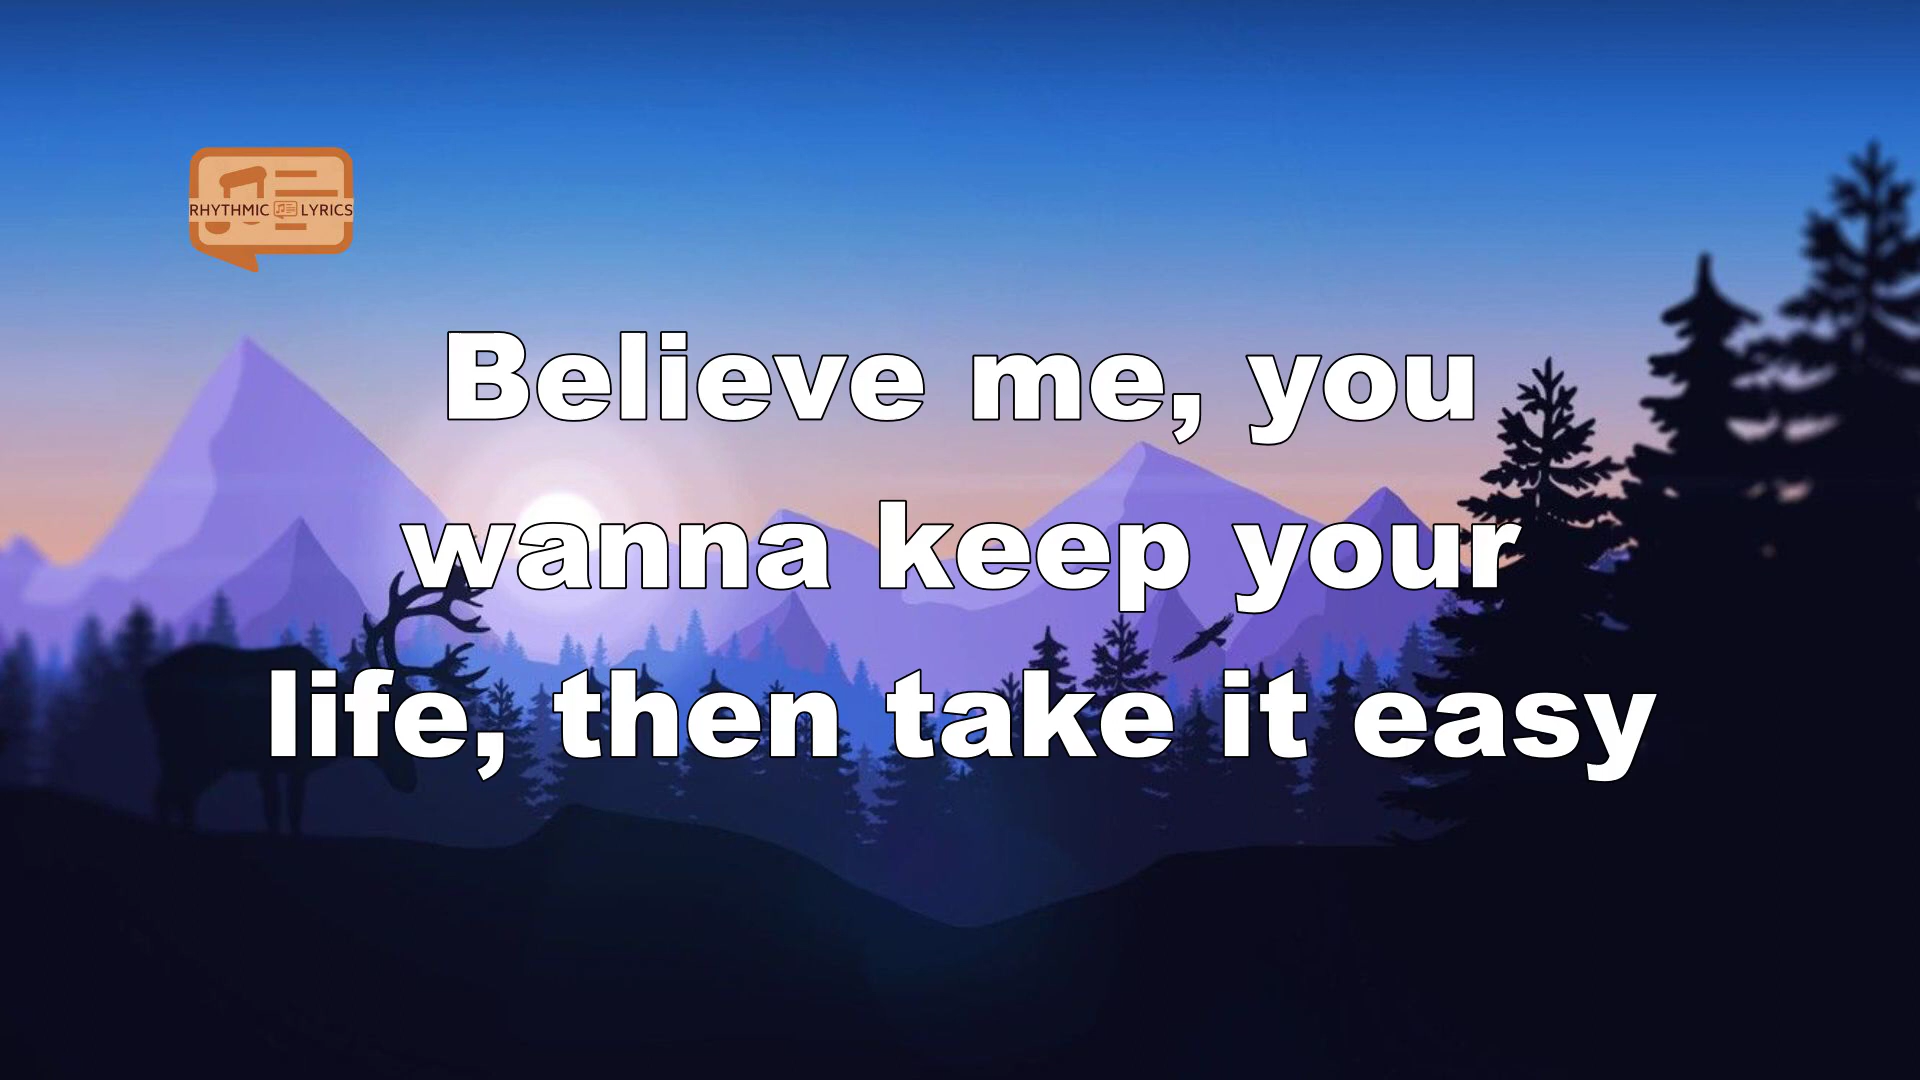 RHYTHMIC LYRICS
Believe me, you
wanna keep your
life, then take it easy